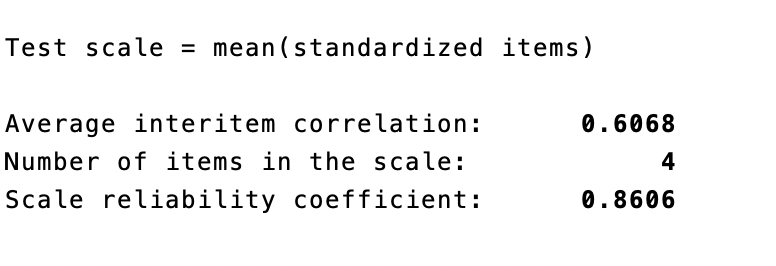 Test scale = mean(standardized items)
Average interitem correlation: 0.6068
Number of items in the scale: 4
Scale reliability coefficient: 0.8606